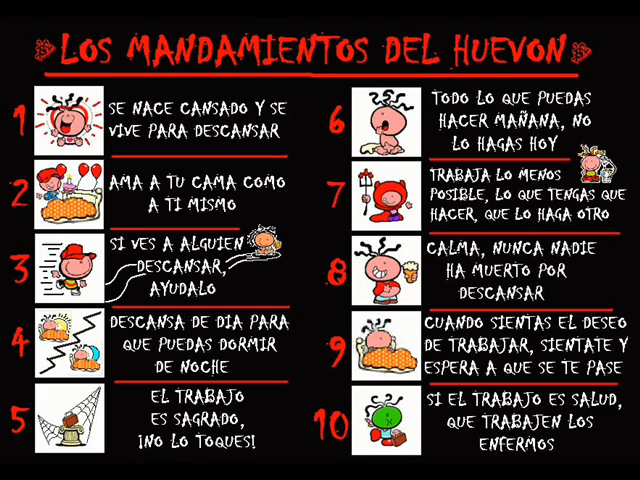 LOS MANDAMIENTOS DEL HUEVON
1
SE NACE CANSADO Y SE
VIVE PARA DESCANSAR
2
AMA A TU CAMA COMO
A TI MISMO
3
SI VES A ALGUIEN
DESCANSAR,
AYUDALO
4
DESCANSA DE DIA PARA
QUE PUEDAS DORMIR
DE NOCHE
5
EL TRABAJO
ES SAGRADO,
¡NO LO TOQUES!
6
TODO LO QUE PUEDAS
HACER MAÑANA, NO
LO HAGAS HOY
7
TRABAJA LO MENOS
POSIBLE, LO QUE TENGAS QUE
HACER, QUE LO HAGA OTRO
8
CALMA, NUNCA NADIE
HA MUERTO POR
DESCANSAR
9
CUANDO SIENTAS EL DESEO
DE TRABAJAR, SIENTATE Y
ESPERA A QUE SE TE PASE
10
SI EL TRABAJO ES SALUD,
QUE TRABAJEN LOS
ENFERMOS